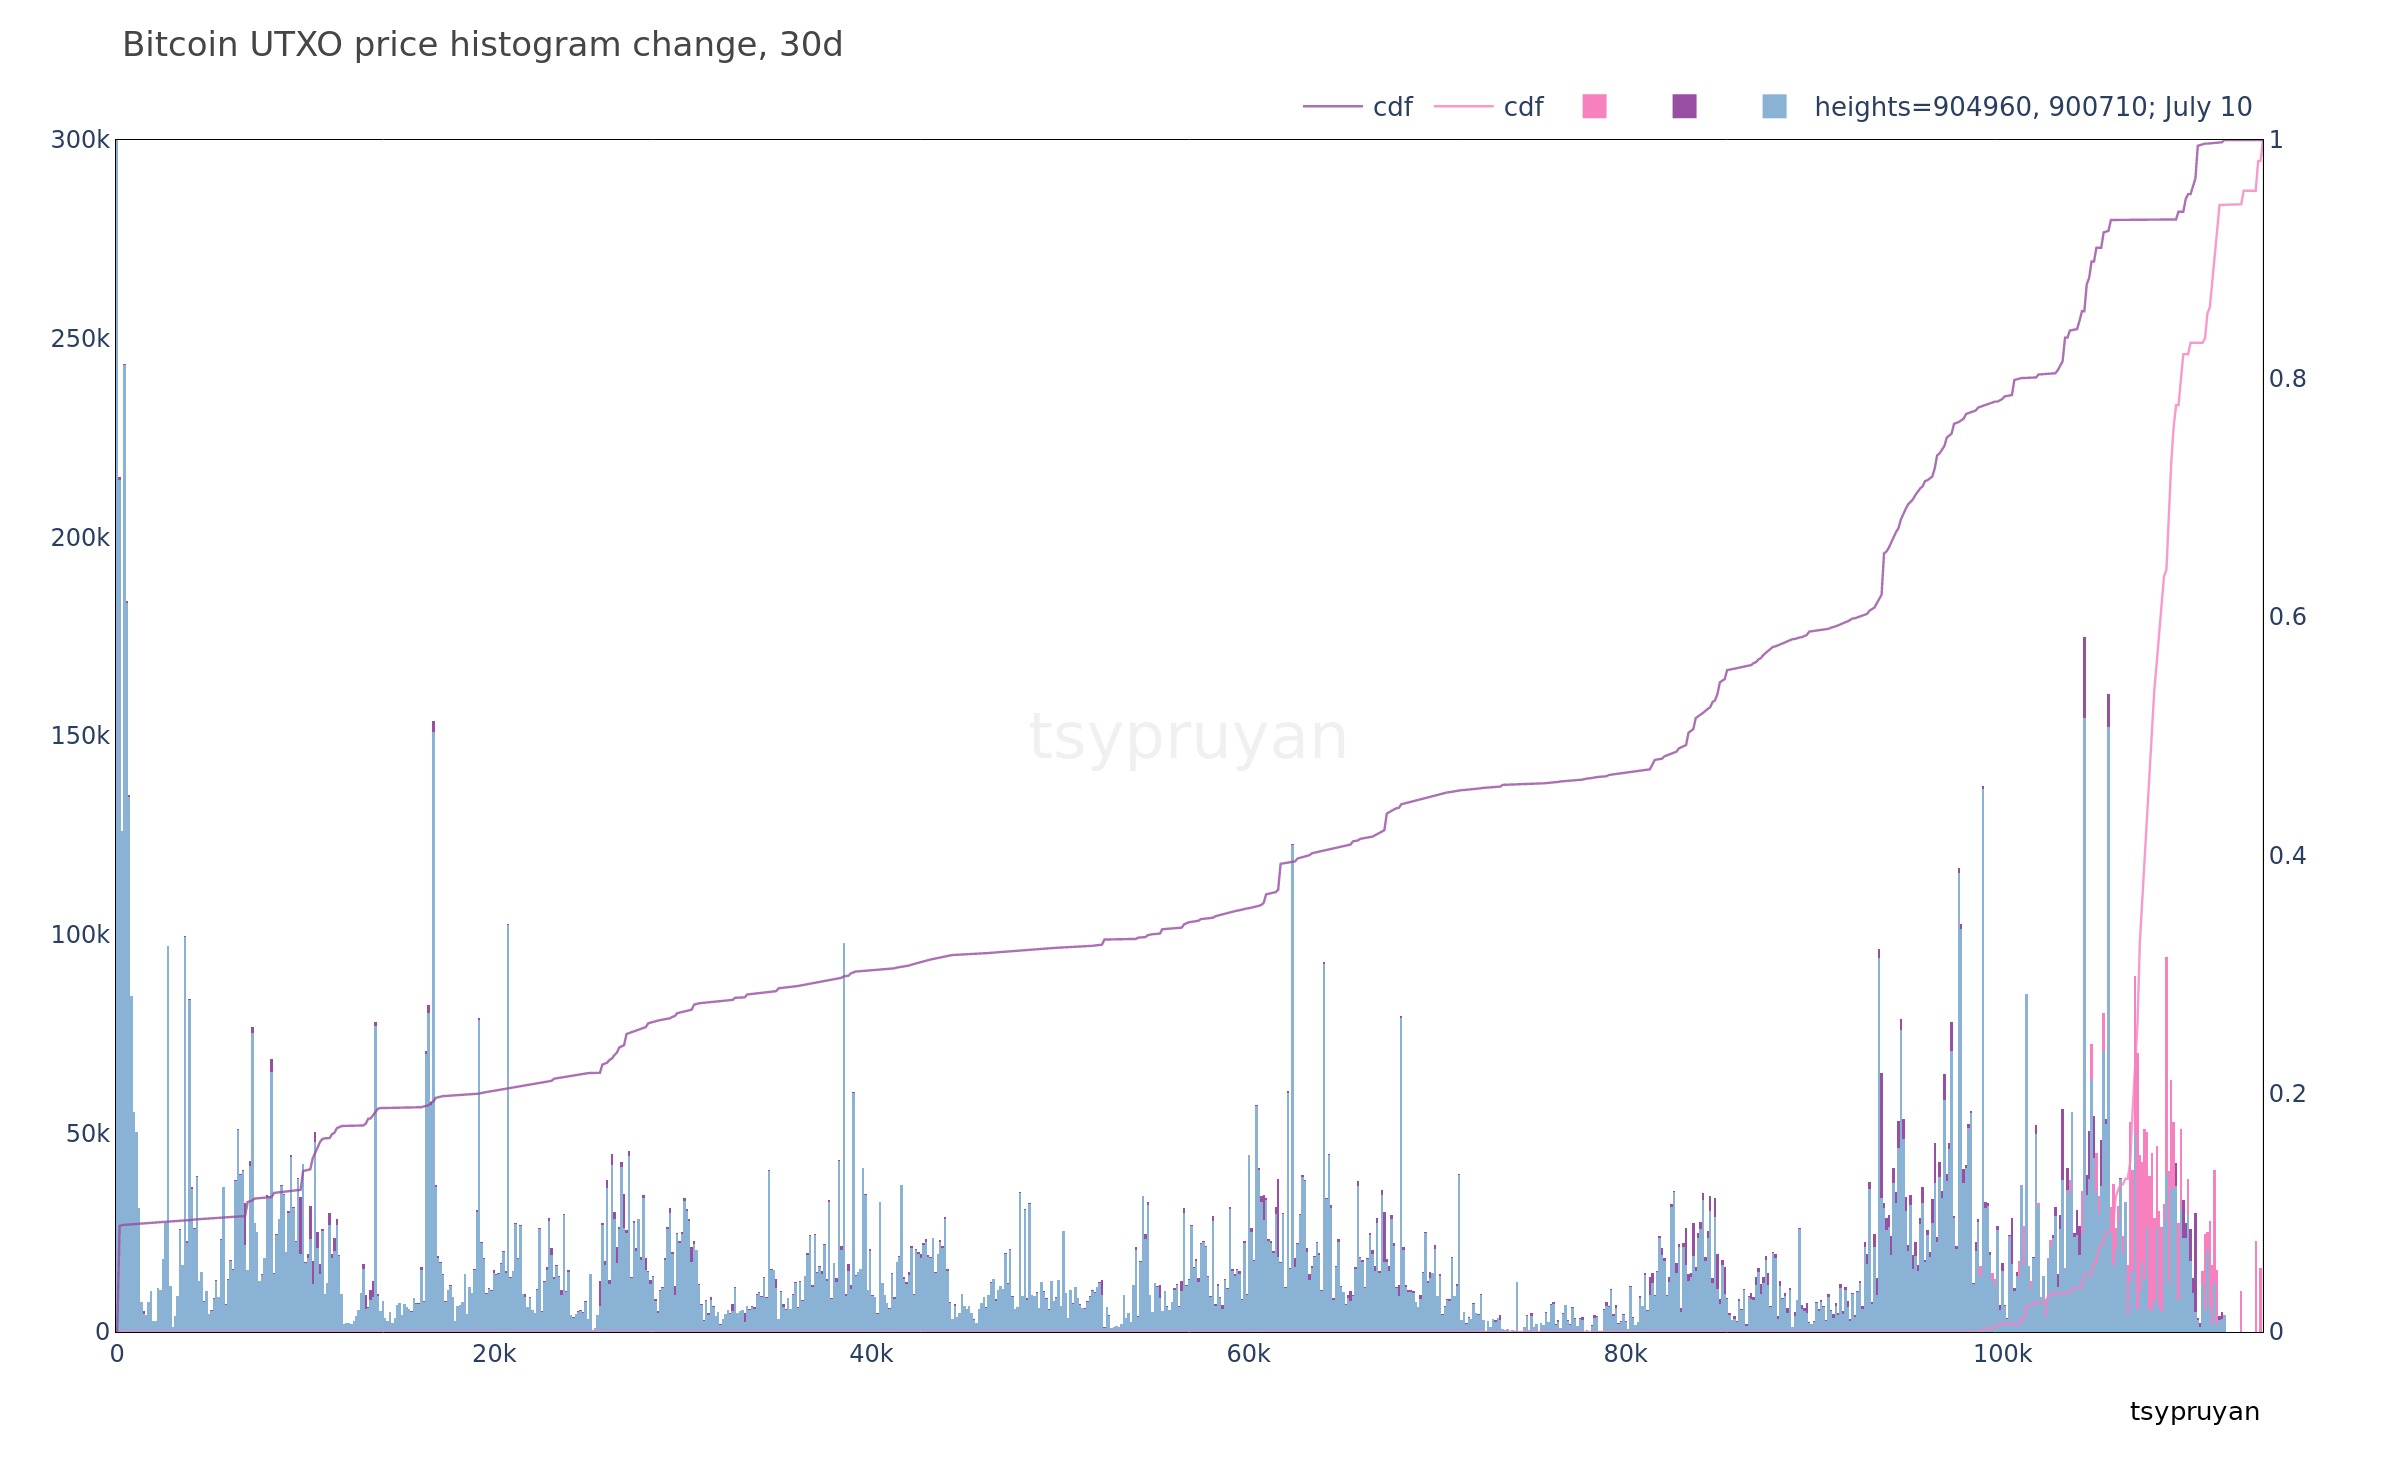 Bitcoin UTXO price histogram change, 30d
cdf cdf heights=904960, 900710; July 10
300k 1
250k
0.8
200k
0.6
150k
tsypruyan
0.4
100k
0.2
50k
0 0
0 20k 40k 60k 80k 100k
tsypruyan